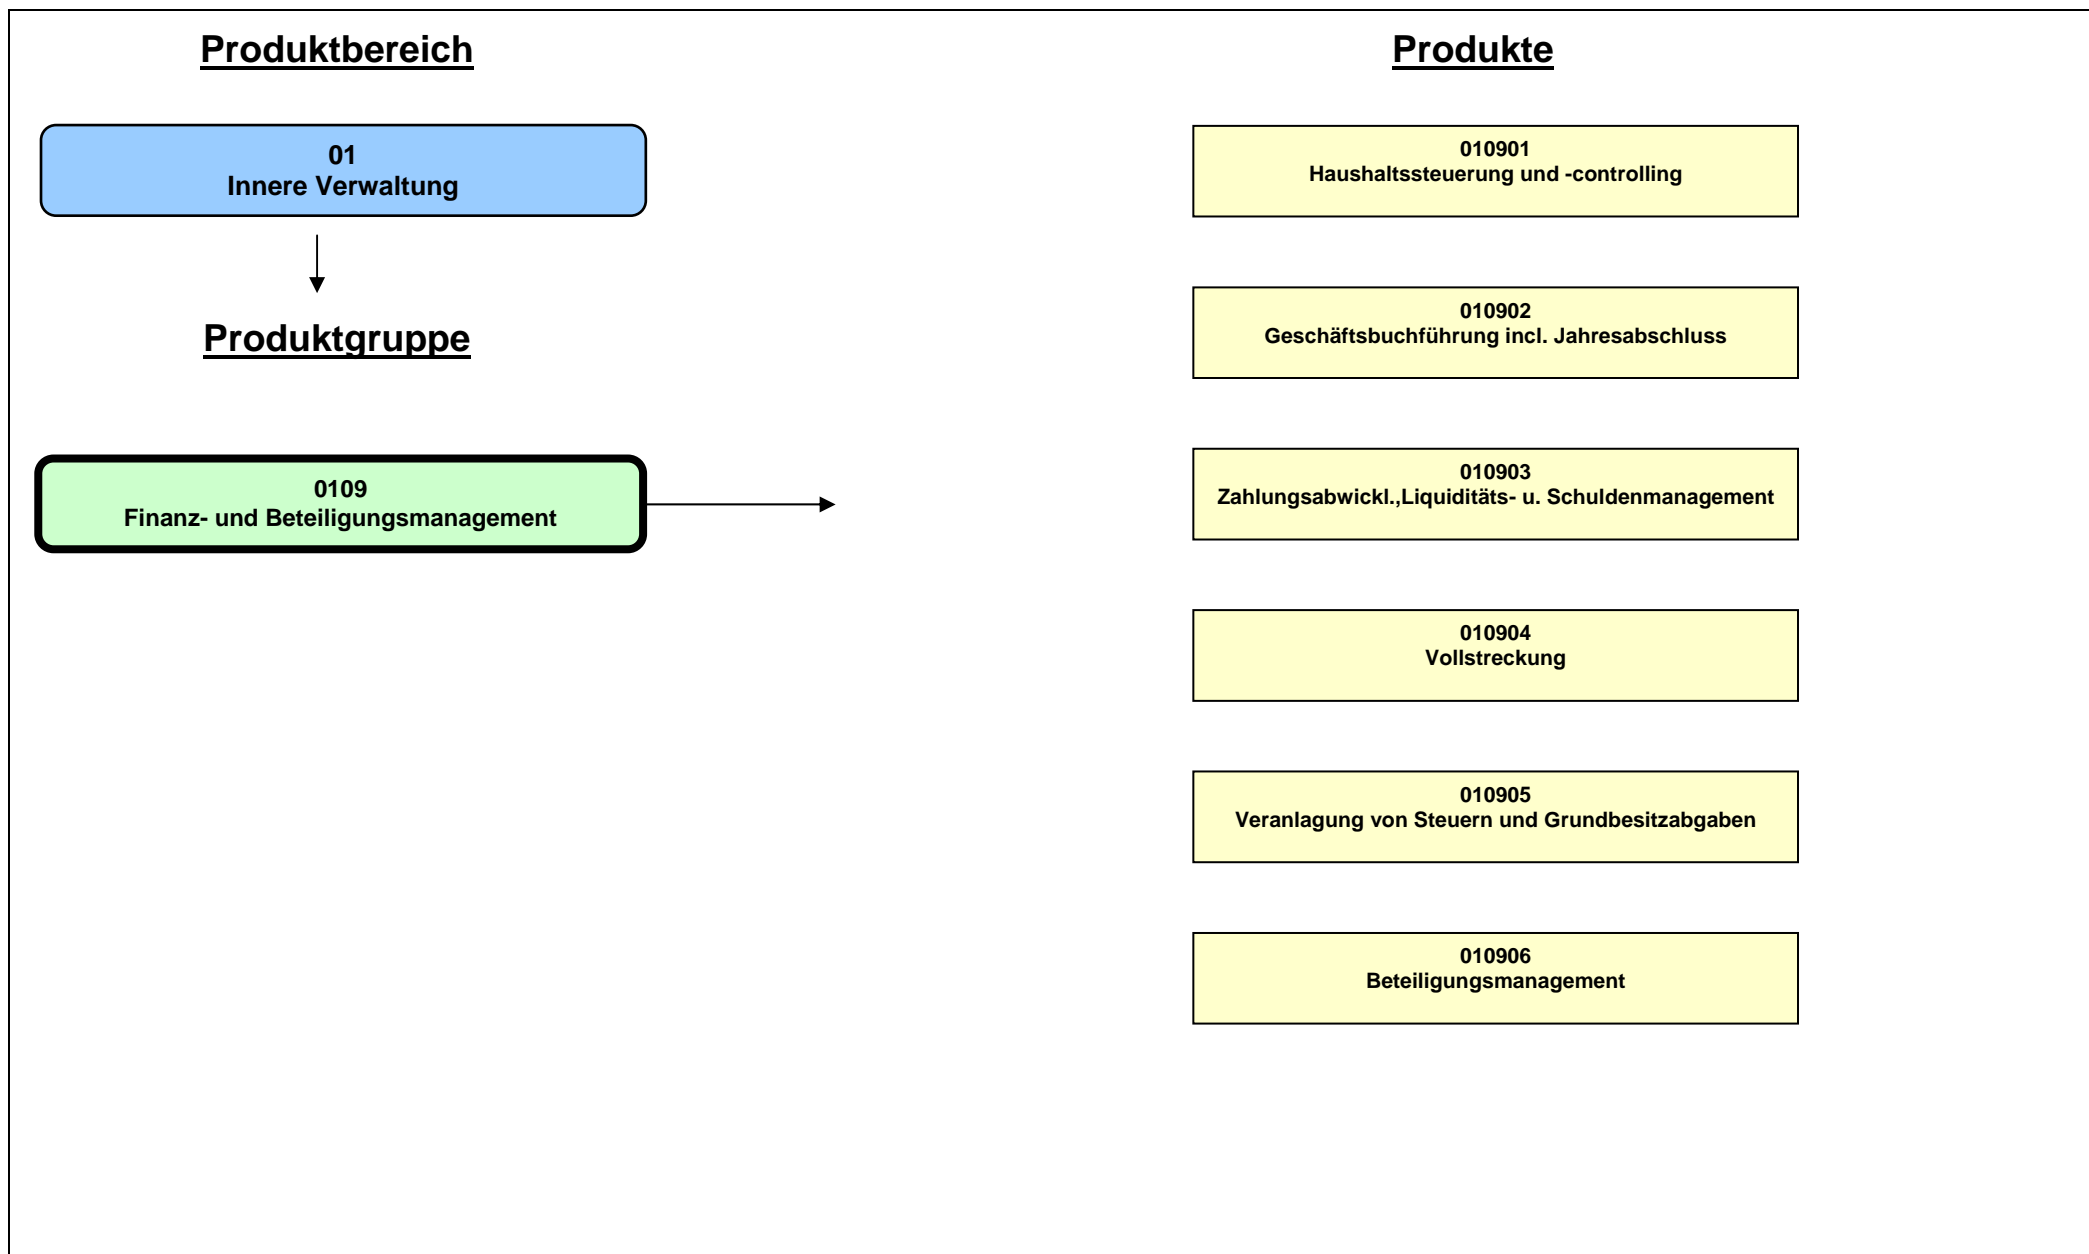 Produktbereich
01
Innere Verwaltung
Produktgruppe
0109
Finanz- und Beteiligungsmanagement
Produkte
010901
Haushaltssteuerung und -controlling
010902
Geschäftsbuchführung incl. Jahresabschluss
010903
Zahlungsabwickl.,Liquiditäts- u. Schuldenmanagement
010904
Vollstreckung
010905
Veranlagung von Steuern und Grundbesitzabgaben
010906
Beteiligungsmanagement